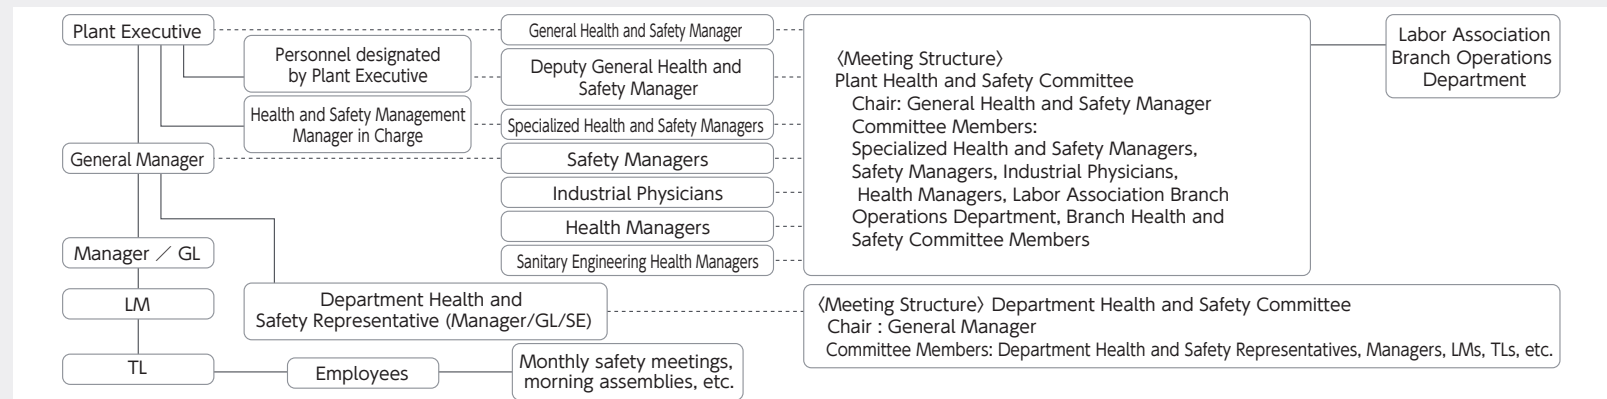 Plant Executive
General Health and Safety Manager
Personnel designated
by Plant Executive
Deputy General Health and
Safety Manager
Health and Safety Management
Manager in Charge
Specialized Health and Safety Managers
General Manager
Safety Managers
Industrial Physicians
Health Managers
Sanitary Engineering Health Managers
Manager ／ GL
LM
TL
Department Health and
Safety Representative (Manager/GL/SE)
Employees
Monthly safety meetings,
morning assemblies, etc.
〈Meeting Structure〉
Plant Health and Safety Committee
Chair: General Health and Safety Manager
Committee Members:
Specialized Health and Safety Managers,
Safety Managers, Industrial Physicians,
Health Managers, Labor Association Branch
Operations Department, Branch Health and
Safety Committee Members
Labor Association
Branch Operations
Department
〈Meeting Structure〉 Department Health and Safety Committee
Chair : General Manager
Committee Members: Department Health and Safety Representatives, Managers, LMs, TLs, etc.